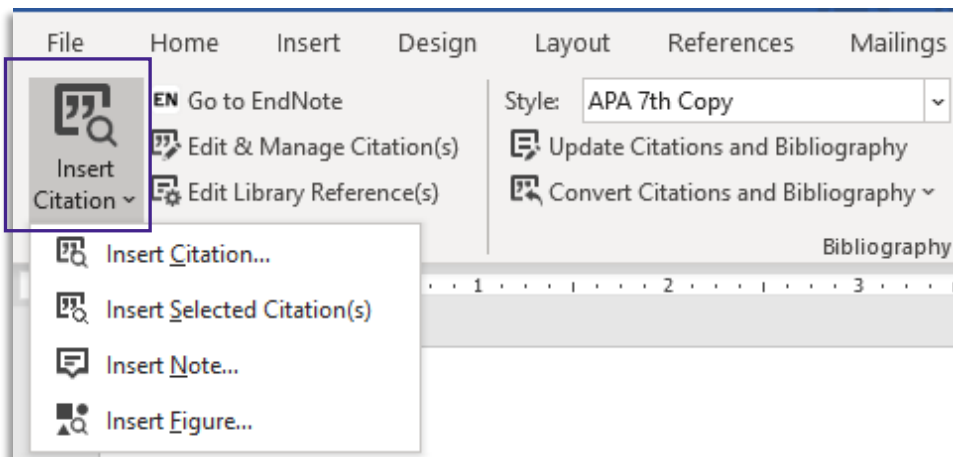 File Home Insert Design Layout References Mailings
EN Go to EndNote
Style: APA 7th Copy
Edit & Manage Citation(s)
Update Citations and Bibliography
Insert
Citation
Edit Library Reference(s)
Convert Citations and Bibliography
Bibliography
Insert Citation...
1 2 3
Insert Selected Citation(s)
Insert Note...
Insert Figure...